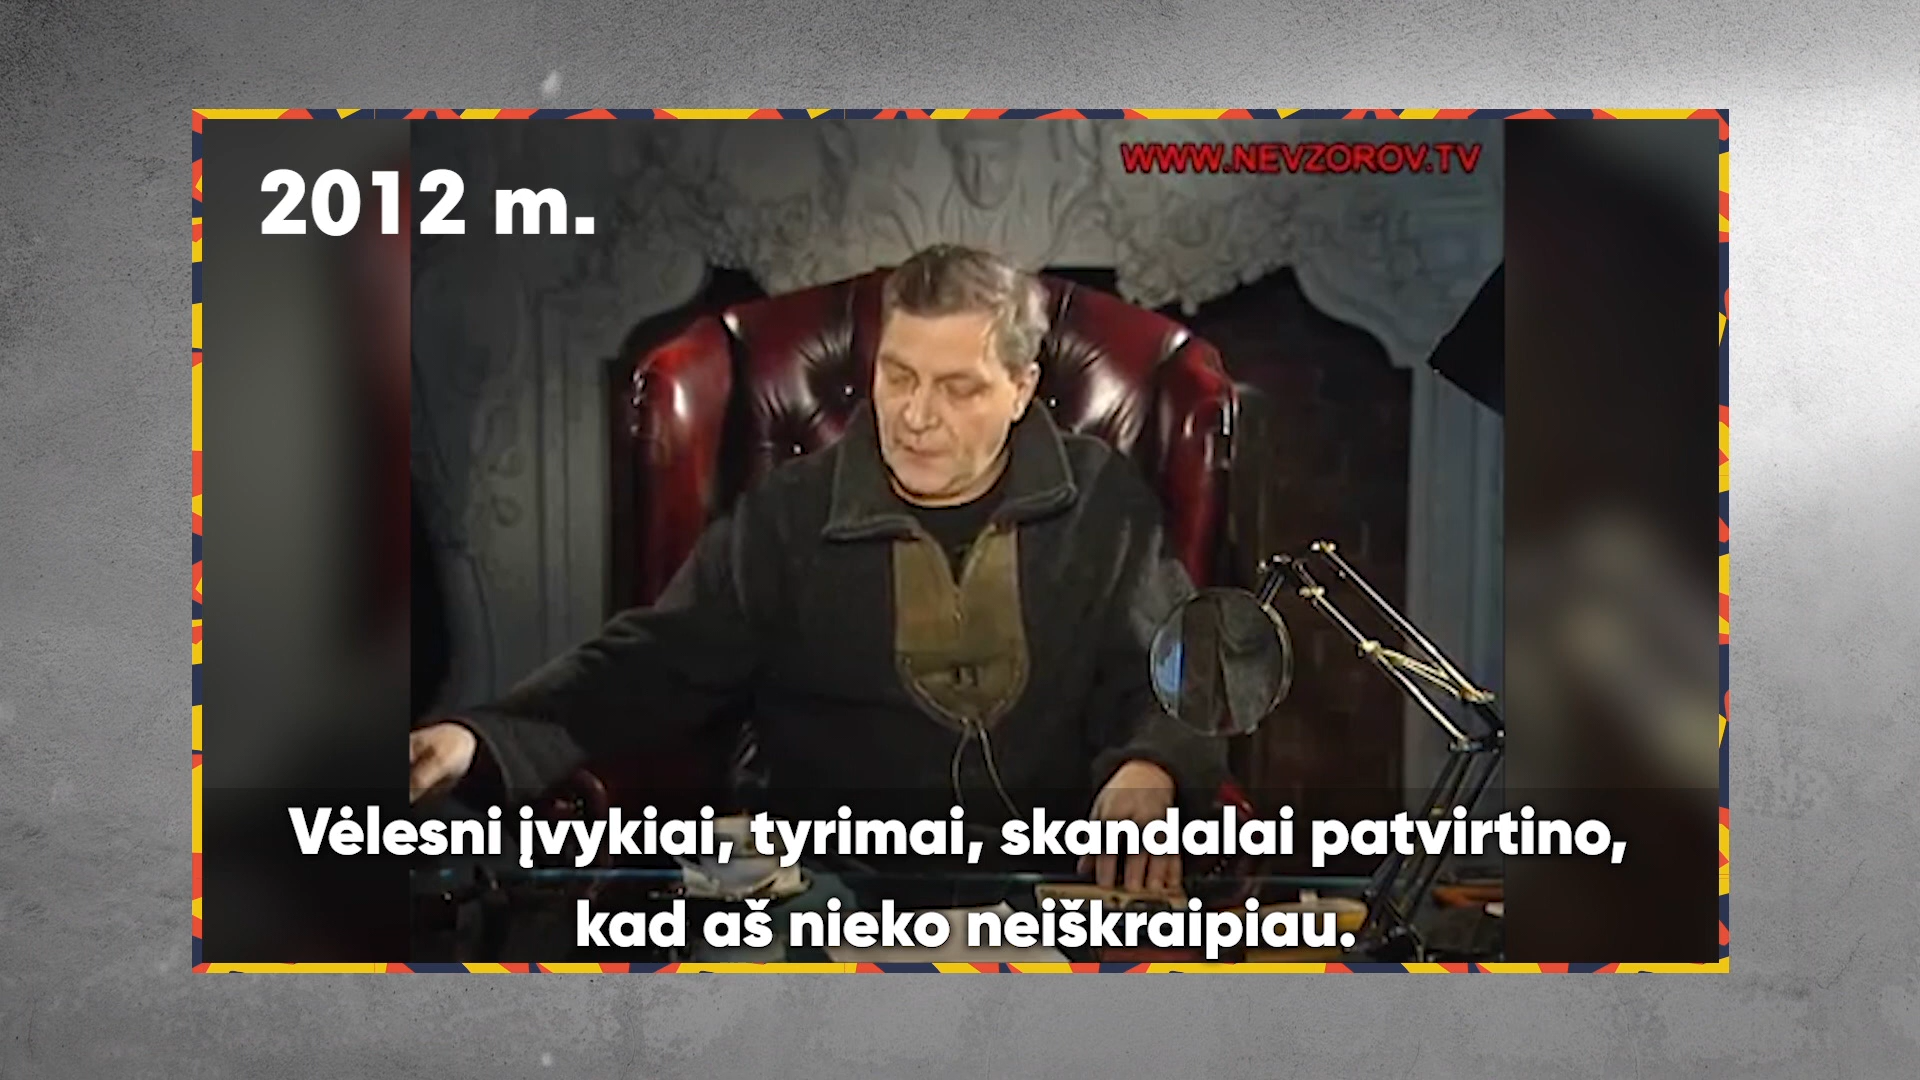 WWW.NEVZOROV.TV
2012 m.
Vėlesni įvykiai, tyrimai, skandalai patvirtino,
kad aš nieko neiškraipiau.